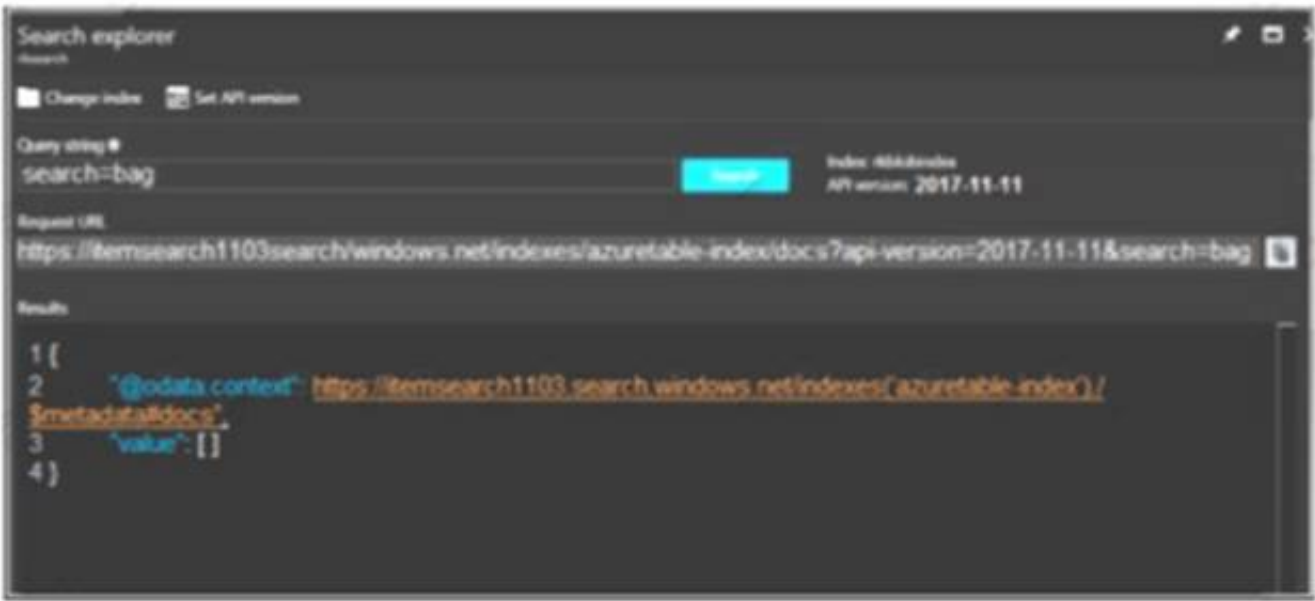 Search explorer
Change index Set API version
Query string
search=bag
Search
Index:
API version: 2017-11-11
Request URL
https://itemsearch1103search/windows.net/indexes/azuretable-index/docs?api-version=2017-11-11&search=bag
Results
1 {
2 "@odata.context": https://itemsearch1103.search.windows.net/indexes('azuretable-index')/
$metadata#docs",
3 "value": []
4 }